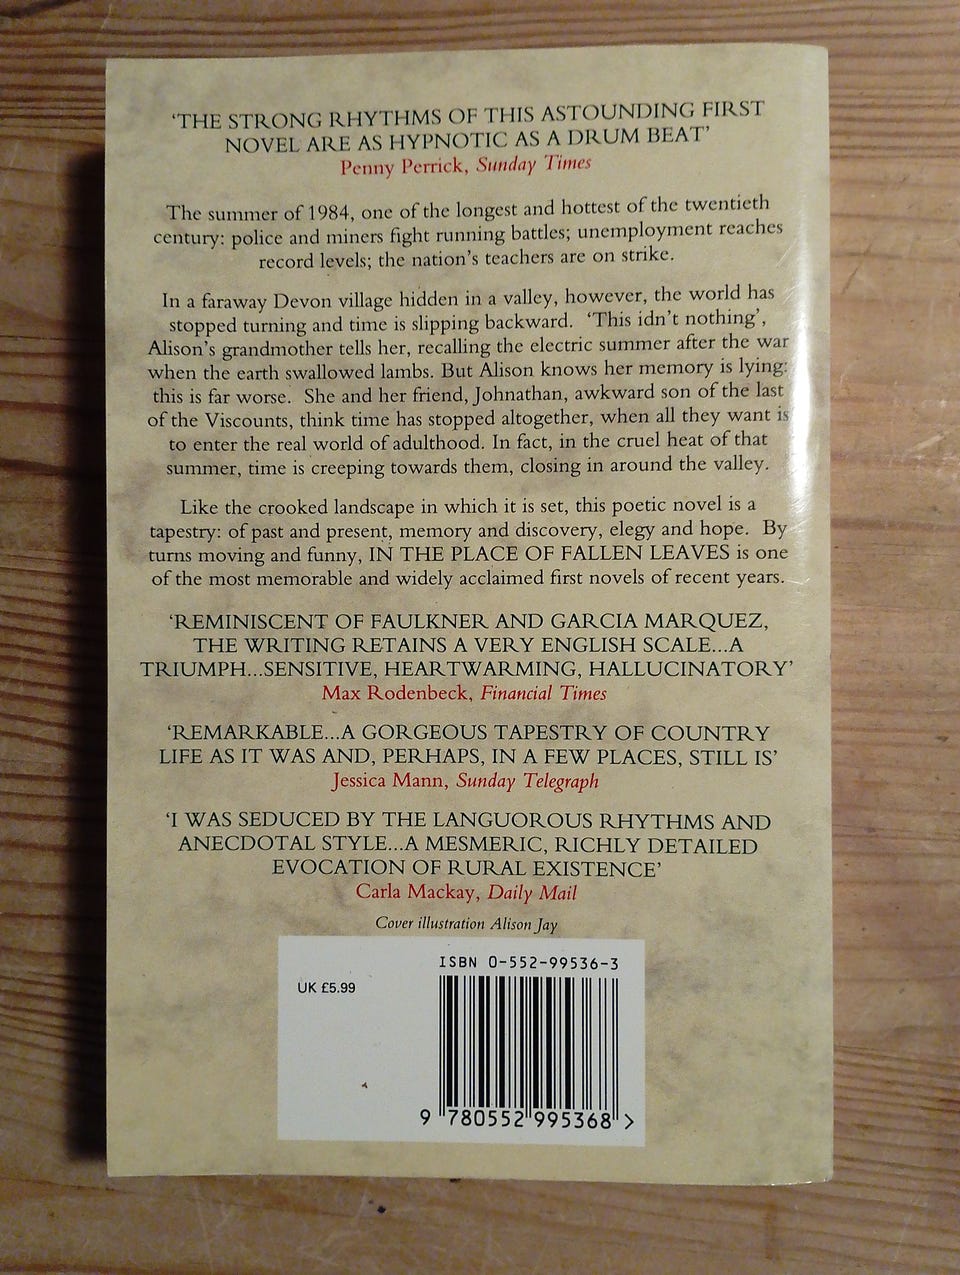 ‘THE STRONG RHYTHMS OF THIS ASTOUNDING FIRST
NOVEL ARE AS HYPNOTIC AS A DRUM BEAT’
Penny Perrick, Sunday Times
The summer of 1984, one of the longest and hottest of the twentieth
century: police and miners fight running battles; unemployment reaches
record levels; the nation’s teachers are on strike.
In a faraway Devon village hidden in a valley, however, the world has
stopped turning and time is slipping backward. ‘This idn’t nothing’,
Alison’s grandmother tells her, recalling the electric summer after the war
when the earth swallowed lambs. But Alison knows her memory is lying:
this is far worse. She and her friend, Johnathan, awkward son of the last
of the Viscounts, think time has stopped altogether, when all they want is
to enter the real world of adulthood. In fact, in the cruel heat of that
summer, time is creeping towards them, closing in around the valley.
Like the crooked landscape in which it is set, this poetic novel is a
tapestry: of past and present, memory and discovery, elegy and hope. By
turns moving and funny, IN THE PLACE OF FALLEN LEAVES is one
of the most memorable and widely acclaimed first novels of recent years.
‘REMINISCENT OF FAULKNER AND GARCIA MARQUEZ,
THE WRITING RETAINS A VERY ENGLISH SCALE...A
TRIUMPH...SENSITIVE, HEARTWARMING, HALLUCINATORY’
Max Rodenbeck, Financial Times
‘REMARKABLE...A GORGEOUS TAPESTRY OF COUNTRY
LIFE AS IT WAS AND, PERHAPS, IN A FEW PLACES, STILL IS’
Jessica Mann, Sunday Telegraph
‘I WAS SEDUCED BY THE LANGUOROUS RHYTHMS AND
ANECDOTAL STYLE...A MESMERIC, RICHLY DETAILED
EVOCATION OF RURAL EXISTENCE’
Carla Mackay, Daily Mail
Cover illustration Alison Jay
ISBN 0-552-99536-3
UK £5.99
9 780552 995368 >